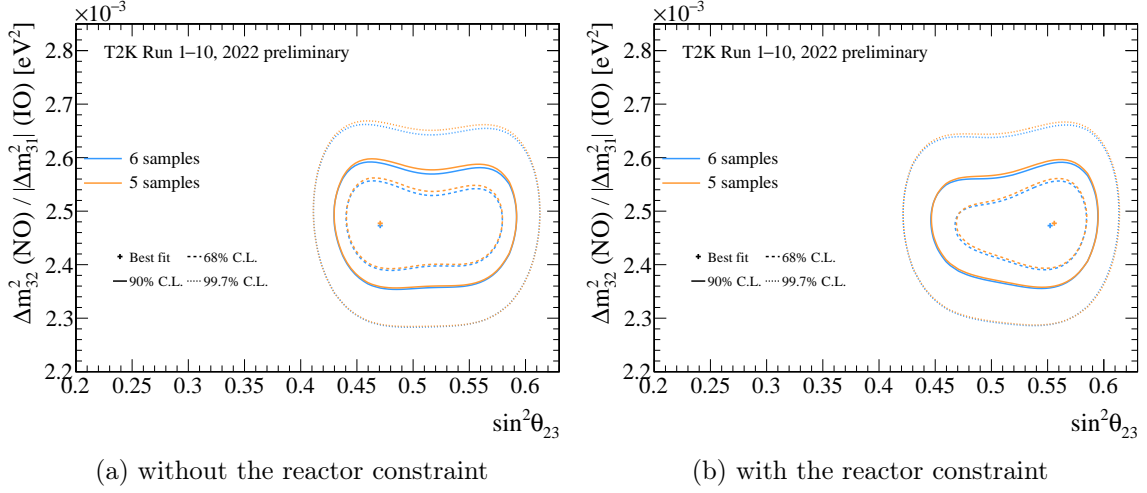 ×10⁻³
T2K Run 1–10, 2022 preliminary
6 samples
5 samples
Best fit
68% C.L.
90% C.L.
99.7% C.L.
Δm²₃₂ (NO) / |Δm²₃₁| (IO) [eV²]
2.8
2.7
2.6
2.5
2.4
2.3
2.2
0.2 0.25 0.3 0.35 0.4 0.45 0.5 0.55 0.6
sin²θ₂₃
(a) without the reactor constraint
×10⁻³
T2K Run 1–10, 2022 preliminary
6 samples
5 samples
Best fit
68% C.L.
90% C.L.
99.7% C.L.
Δm²₃₂ (NO) / |Δm²₃₁| (IO) [eV²]
2.8
2.7
2.6
2.5
2.4
2.3
2.2
0.2 0.25 0.3 0.35 0.4 0.45 0.5 0.55 0.6
sin²θ₂₃
(b) with the reactor constraint